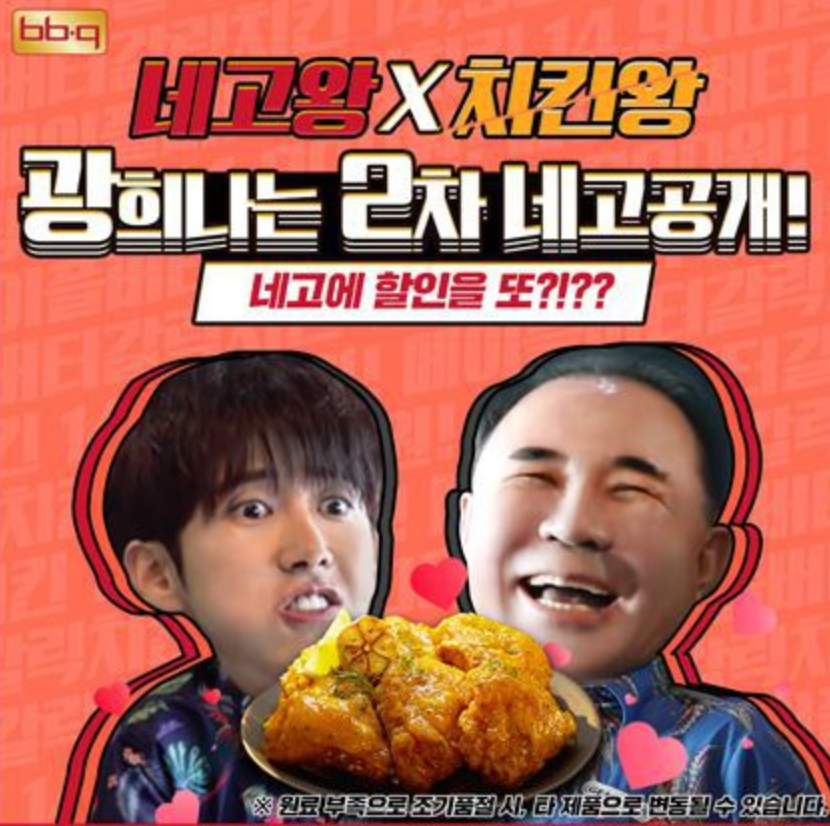 bb.q
네고왕 X 치킨왕
광희나는 2차 네고공개!
네고에 할인을 또?!??
※ 원료 부족으로 조기품절 시, 타 제품으로 변동될 수 있습니다.